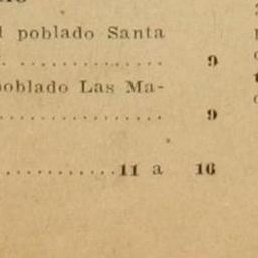 poblado Santa
. . . . . . . . . . . . . 9
poblado Las Ma-
. . . . . . . . . . . . . . 9
. . . . . . . . . . 11 a 16